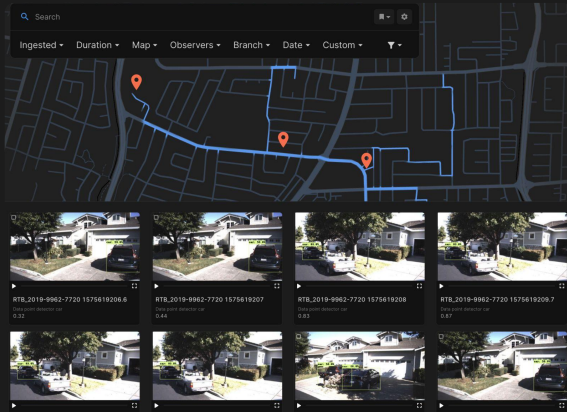 Search
Ingested Duration Map Observers Branch Date Custom
RTB_2019-9962-7720 1575619206.6
Data point detector car
0.32
RTB_2019-9962-7720 1575619207
Data point detector car
0.44
RTB_2019-9962-7720 1575619208
Data point detector car
0.83
RTB_2019-9962-7720 1575619209.7
Data point detector car
0.87